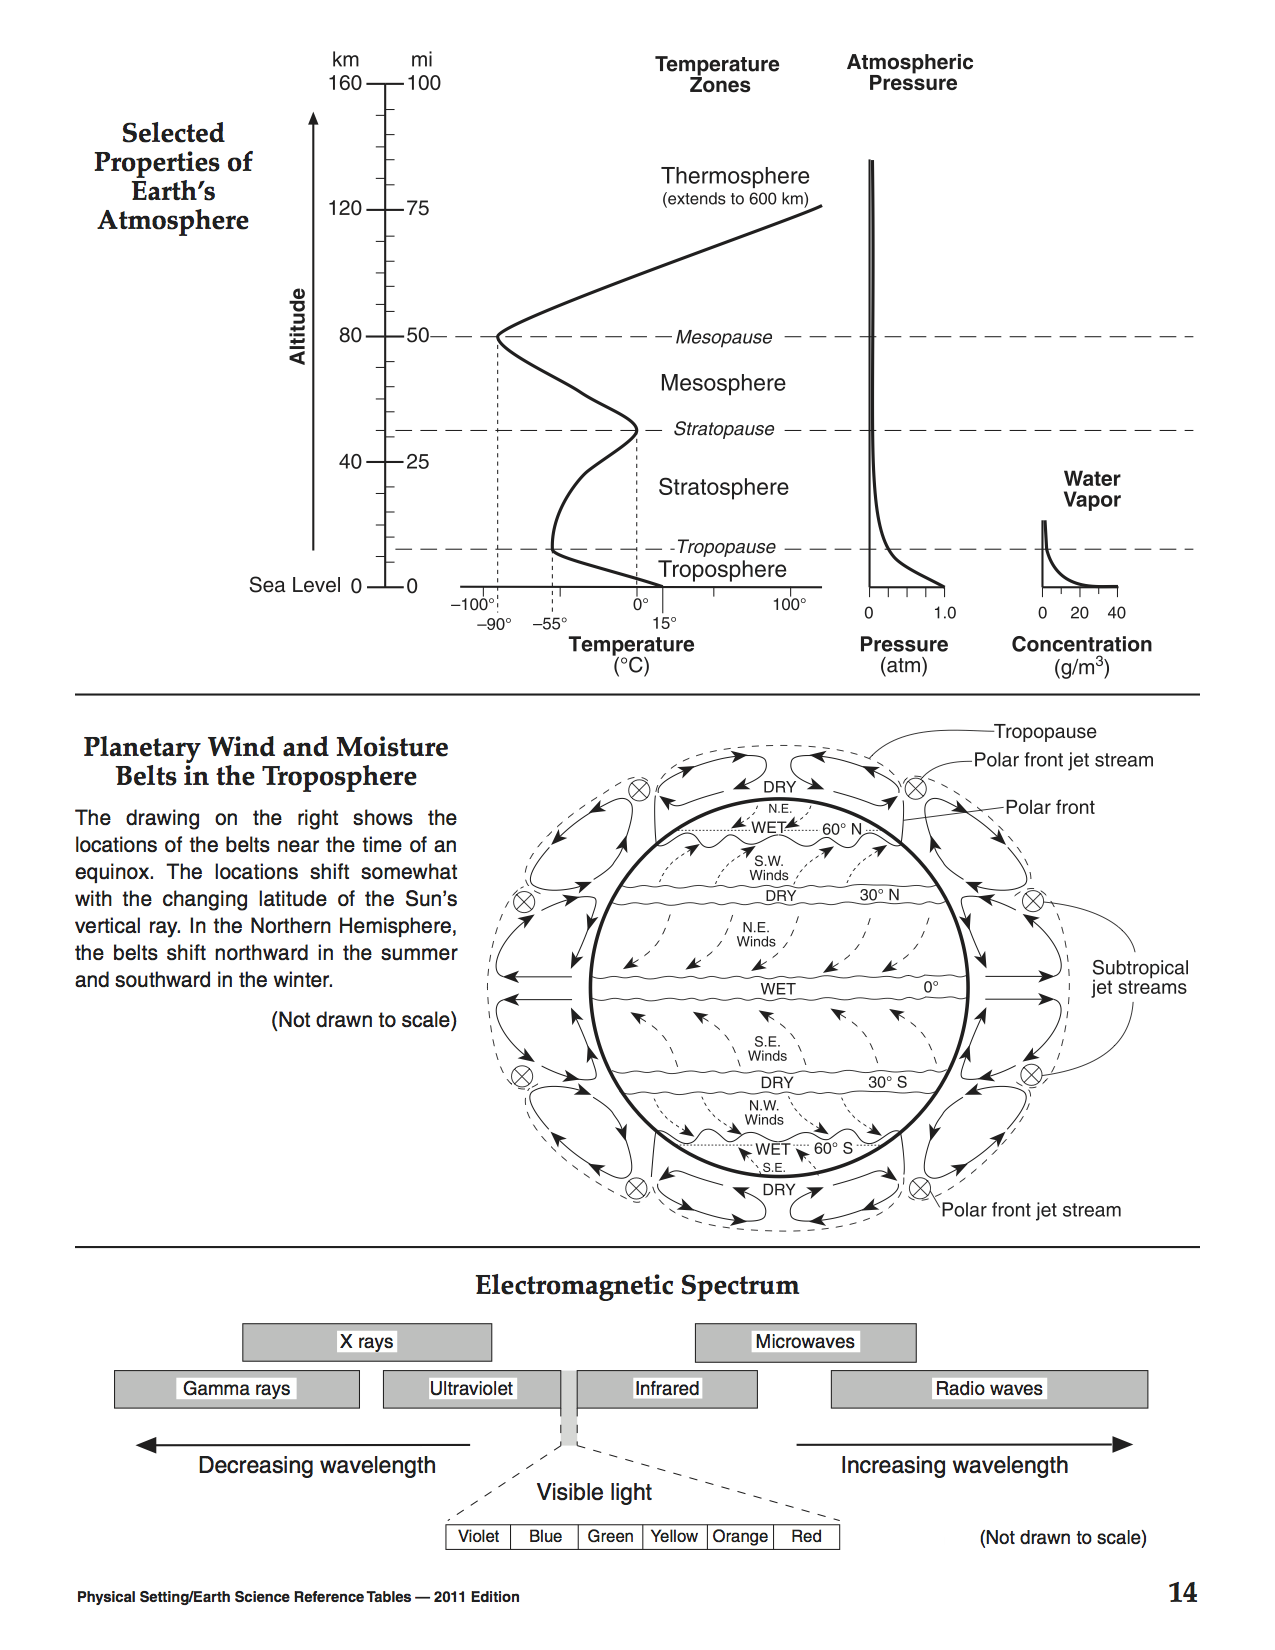 km
mi
Temperature
Zones
Atmospheric
Pressure
160
100
Selected
Properties of
Earth's
Atmosphere
Thermosphere
(extends to 600 km)
120
75
Altitude
80
50
Mesopause
Mesosphere
Stratopause
40
25
Stratosphere
Water
Vapor
Tropopause
Troposphere
Sea Level 0
0
–100°
0°
100°
–90°
–55°
15°
0
1.0
0
20
40
Temperature
(°C)
Pressure
(atm)
Concentration
(g/m³)
Planetary Wind and Moisture
Belts in the Troposphere
The drawing on the right shows the
locations of the belts near the time of an
equinox. The locations shift somewhat
with the changing latitude of the Sun's
vertical ray. In the Northern Hemisphere,
the belts shift northward in the summer
and southward in the winter.
(Not drawn to scale)
Tropopause
Polar front jet stream
Polar front
DRY
N.E.
WET
60° N
S.W.
Winds
DRY
30° N
N.E.
Winds
WET
0°
Subtropical
jet streams
S.E.
Winds
DRY
30° S
N.W.
Winds
WET
60° S
S.E.
DRY
Polar front jet stream
Electromagnetic Spectrum
X rays
Microwaves
Gamma rays
Ultraviolet
Infrared
Radio waves
Decreasing wavelength
Increasing wavelength
Visible light
Violet
Blue
Green
Yellow
Orange
Red
(Not drawn to scale)
Physical Setting/Earth Science Reference Tables — 2011 Edition
14